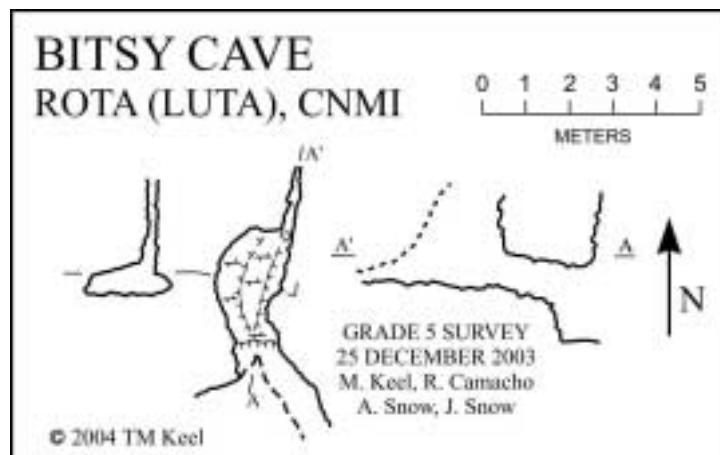 BITSY CAVE
ROTA (LUTA), CNMI
0 1 2 3 4 5
METERS
A'
A' A
N
A
GRADE 5 SURVEY
25 DECEMBER 2003
M. Keel, R. Camacho
A. Snow, J. Snow
© 2004 TM Keel